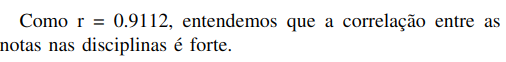 Como r = 0.9112, entendemos que a correlação entre as
notas nas disciplinas é forte.